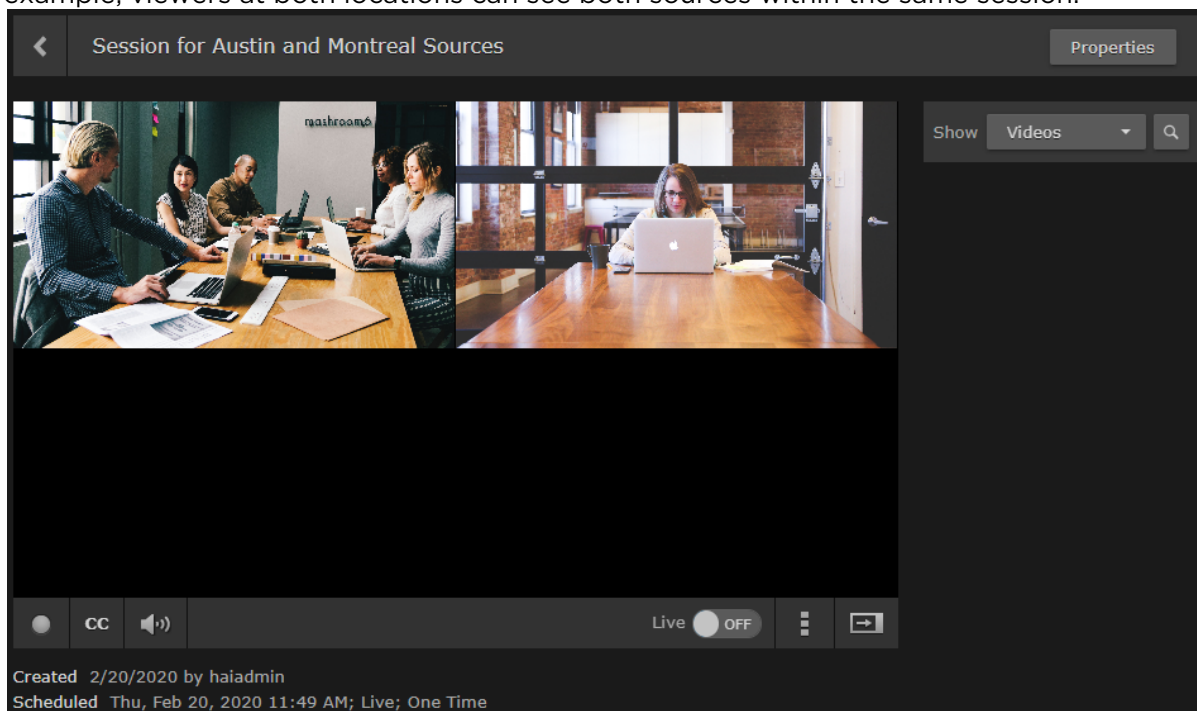 example, viewers at both locations can see both sources within the same session.
Session for Austin and Montreal Sources
Properties
Show Videos
CC
Live OFF
Created 2/20/2020 by haiadmin
Scheduled Thu, Feb 20, 2020 11:49 AM; Live; One Time